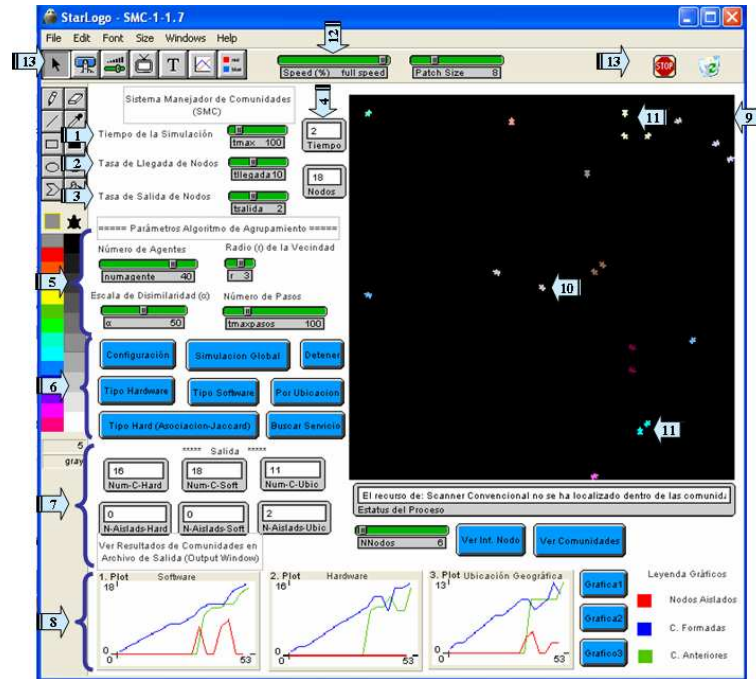 StarLogo - SMC-1-1.7
File Edit Font Size Windows Help
13
T
12
Speed (%) full speed
Patch Size 8
13
STOP
Sistema Manejador de Comunidades
(SMC)
4
1
Tiempo de la Simulación
tmax 100
2
Tiempo
2
Tasa de Llegada de Nodos
tllegada 10
18
Nodos
3
Tasa de Salida de Nodos
tsalida 2
11
9
10
11
===== Parámetros Algoritmo de Agrupamiento =====
5
Número de Agentes
Radio (r) de la Vecindad
numagente 40
r 3
Escala de Disimilaridad (α)
Número de Pasos
α 50
tmaxpasos 100
6
Configuración
Simulacion Global
Detener
Tipo Hardware
Tipo Software
Por Ubicacion
Tipo Hard (Asociacion-Jaccard)
Buscar Servicio
5
gray
7
***** Salida *****
16
Num-C-Hard
18
Num-C-Soft
11
Num-C-Ubic
0
N-Aislads-Hard
0
N-Aislads-Soft
2
N-Aislads-Ubic
Ver Resultados de Comunidades en
Archivo de Salida (Output Window)
El recurso de: Scanner Convencional no se ha localizado dentro de las comunida
Estatus del Proceso
NNodos 6
Ver Int. Nodo
Ver Comunidades
8
1. Plot Software
18
0
0
53
2. Plot Hardware
16
0
0
53
3. Plot Ubicación Geográfica
13
0
0
53
Grafica1
Grafica2
Grafico3
Leyenda Gráficos
Nodos Aislados
C. Formadas
C. Anteriores